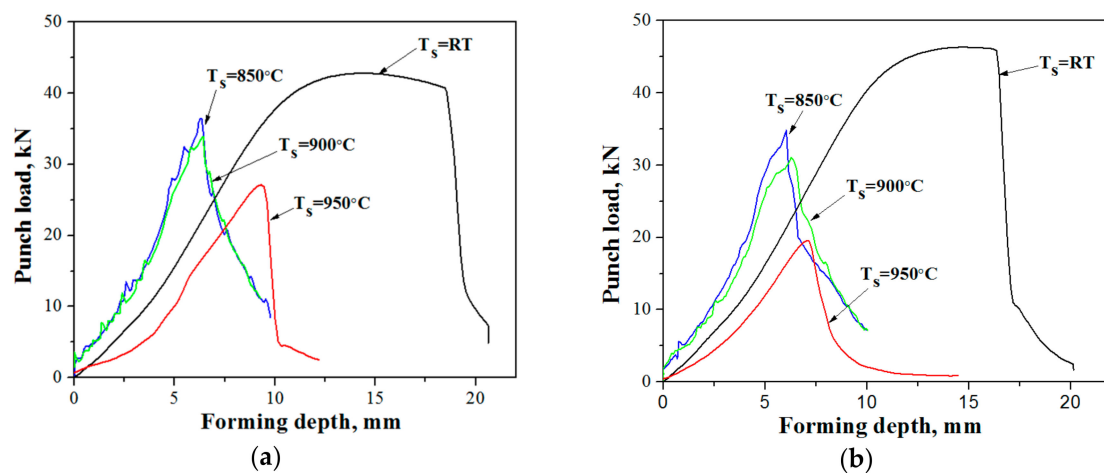 50
40
30
20
10
0
Punch load, kN
Tₛ=RT
Tₛ=850°C
Tₛ=900°C
Tₛ=950°C
0 5 10 15 20
Forming depth, mm
(a)
50
40
30
20
10
0
Punch load, kN
Tₛ=RT
Tₛ=850°C
Tₛ=900°C
Tₛ=950°C
0 5 10 15 20
Forming depth, mm
(b)